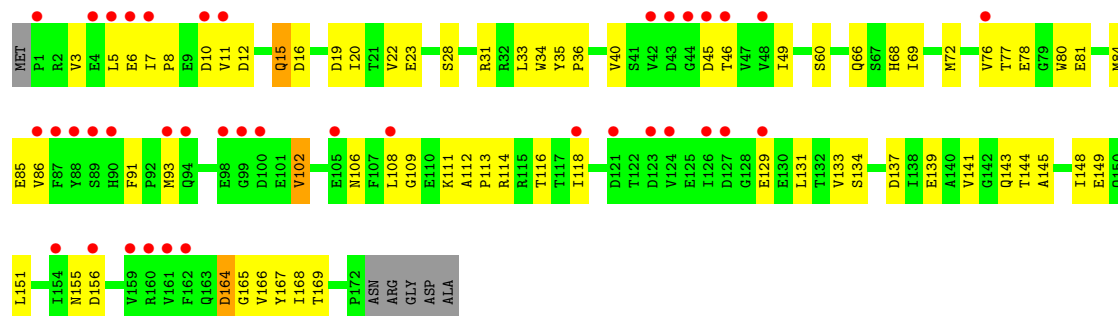 MET P1 R2 V3 E4 L5 E6 I7 P8 E9 D10 V11 D12 Q15 D16 D19 I20 T21 V22 E23 S28 R31 R32 L33 W34 Y35 P36 V40 S41 V42 D43 G44 D45 T46 V47 V48 I49 S60 Q66 S67 H68 I69 M72 V76 T77 E78 G79 W80 E81 M84
E85 V86 F87 Y88 S89 H90 F91 P92 M93 Q94 E98 G99 D100 E101 V102 E105 N106 F107 L108 G109 E110 K111 A112 P113 R114 R115 T116 T117 I118 D121 T122 D123 V124 E125 I126 D127 G128 E129 E130 L131 T132 V133 S134 D137 I138 E139 A140 V141 G142 Q143 T144 A145 I148 E149
L151 I154 N155 D156 V159 R160 V161 F162 Q163 D164 G165 V166 Y167 I168 T169 P172 ASN ARG GLY ASP ALA